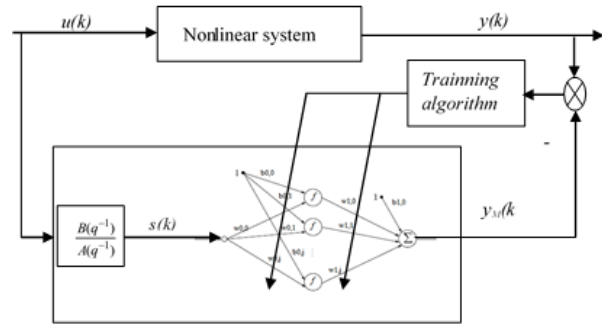 u(k)
Nonlinear system
y(k)
Trainning
algorithm
-
1
b0,0
b0,1
b0,j
w0,0
w0,1
w0,j
f
f
f
w1,0
w1,1
w1,j
1
b1,0
Σ
B(q⁻¹)
A(q⁻¹)
s(k)
y_M(k